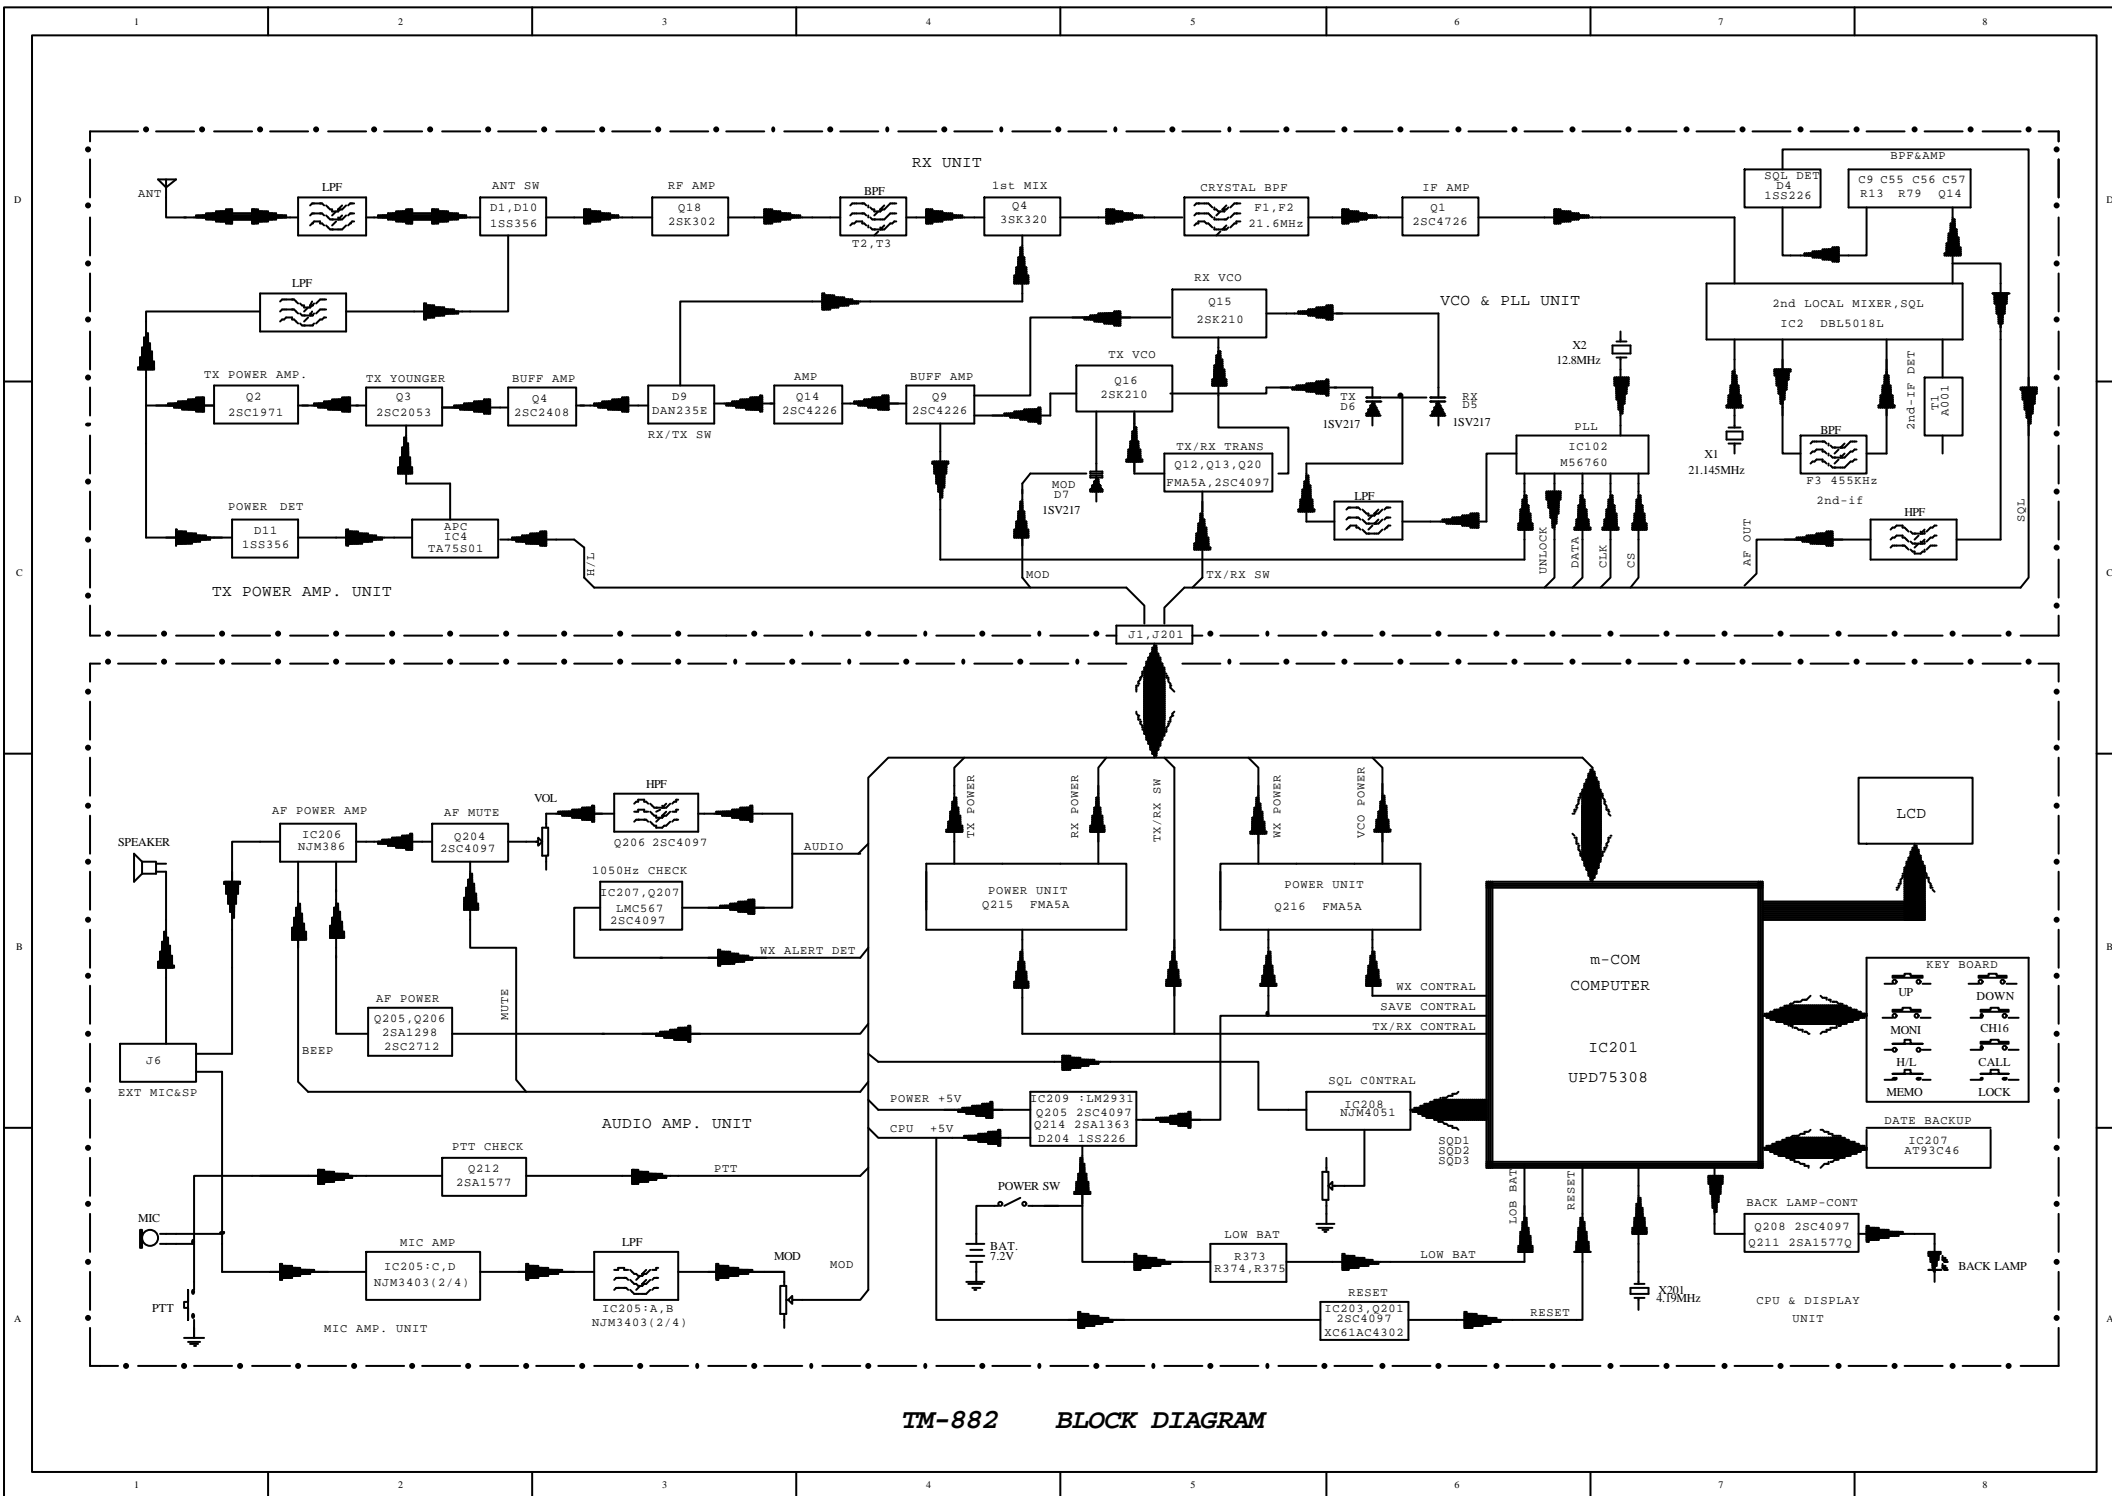 1 2 3 4 5 6 7 8
D
D
C
C
B
B
A
A
RX UNIT
ANT
LPF
ANT SW
D1,D10
1SS356
RF AMP
Q18
2SK302
BPF
T2,T3
1st MIX
Q4
3SK320
CRYSTAL BPF
F1,F2
21.6MHz
IF AMP
Q1
2SC4726
SQL DET
D4
1SS226
BPF&AMP
C9 C55 C56 C57
R13 R79 Q14
LPF
RX VCO
Q15
2SK210
VCO & PLL UNIT
2nd LOCAL MIXER,SQL
IC2 DBL5018L
X2
12.8MHz
TX POWER AMP.
Q2
2SC1971
TX YOUNGER
Q3
2SC2053
BUFF AMP
Q4
2SC2408
D9
DAN235E
RX/TX SW
AMP
Q14
2SC4226
BUFF AMP
Q9
2SC4226
TX VCO
Q16
2SK210
TX
D6
1SV217
RX
D5
1SV217
TX/RX TRANS
Q12,Q13,Q20
FMA5A,2SC4097
MOD
D7
1SV217
PLL
IC102
M56760
X1
21.145MHz
BPF
F3 455KHz
2nd-if
2nd-IF DET
T1
A001
LPF
HPF
POWER DET
D11
1SS356
APC
IC4
TA75S01
H/L
MOD
TX/RX SW
UNLOCK
DATA
CLK
CS
AF OUT
SQL
TX POWER AMP. UNIT
J1,J201
AF POWER AMP
IC206
NJM386
AF MUTE
Q204
2SC4097
VOL
HPF
Q206 2SC4097
SPEAKER
AUDIO
1050Hz CHECK
IC207,Q207
LMC567
2SC4097
WX ALERT DET
TX POWER
RX POWER
TX/RX SW
WX POWER
VCO POWER
POWER UNIT
Q215 FMA5A
POWER UNIT
Q216 FMA5A
LCD
m-COM
COMPUTER
IC201
UPD75308
WX CONTRAL
SAVE CONTRAL
TX/RX CONTRAL
KEY BOARD
UP DOWN
MONI CH16
H/L CALL
MEMO LOCK
AF POWER
Q205,Q206
2SA1298
2SC2712
MUTE
BEEP
J6
EXT MIC&SP
AUDIO AMP. UNIT
POWER +5V
CPU +5V
IC209 :LM2931
Q205 2SC4097
Q214 2SA1363
D204 1SS226
SQL CONTRAL
IC208
NJM4051
SQD1
SQD2
SQD3
DATE BACKUP
IC207
AT93C46
PTT CHECK
Q212
2SA1577
PTT
POWER SW
BAT.
7.2V
LOW BAT
R373
R374,R375
LOW BAT
LOB BAT
RESET
BACK LAMP-CONT
Q208 2SC4097
Q211 2SA1577Q
BACK LAMP
MIC
MIC AMP
IC205:C,D
NJM3403(2/4)
LPF
IC205:A,B
NJM3403(2/4)
MOD
MOD
PTT
MIC AMP. UNIT
RESET
IC203,Q201
2SC4097
XC61AC4302
RESET
X201
4.19MHz
CPU & DISPLAY
UNIT
TM-882 BLOCK DIAGRAM
1 2 3 4 5 6 7 8